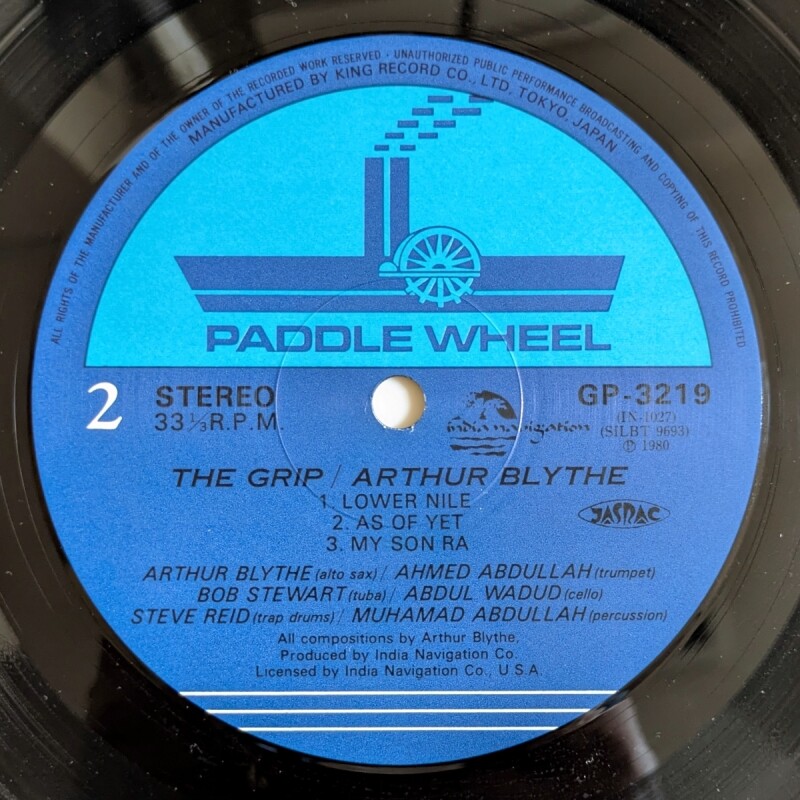 ALL RIGHTS OF THE MANUFACTURER AND OF THE OWNER OF THE RECORDED WORK RESERVED - UNAUTHORIZED PUBLIC PERFORMANCE BROADCASTING AND COPYING OF THIS RECORD PROHIBITED
MANUFACTURED BY KING RECORD CO., LTD. TOKYO, JAPAN
PADDLE WHEEL
2 STEREO GP-3219
33⅓R.P.M. india navigation (IN-1027)
(SILBT 9693)
℗ 1980
THE GRIP / ARTHUR BLYTHE
1. LOWER NILE
2. AS OF YET
JASRAC
3. MY SON RA
ARTHUR BLYTHE (alto sax) / AHMED ABDULLAH (trumpet)
BOB STEWART (tuba) / ABDUL WADUD (cello)
STEVE REID (trap drums) / MUHAMAD ABDULLAH (percussion)
All compositions by Arthur Blythe,
Produced by India Navigation Co.
Licensed by India Navigation Co., U.S.A.